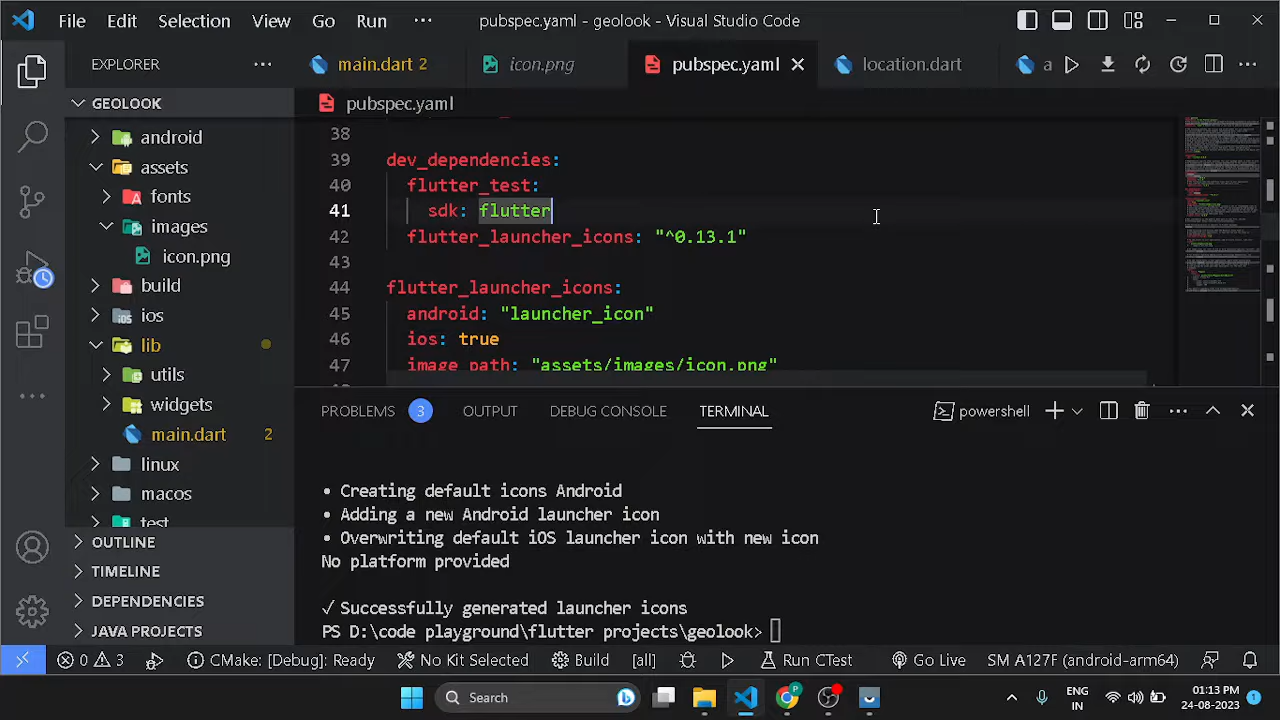 File Edit Selection View Go Run ··· pubspec.yaml - geolook - Visual Studio Code
EXPLORER ···
main.dart 2 icon.png pubspec.yaml location.dart a ···
GEOLOOK
pubspec.yaml
android
assets
fonts
images
icon.png
build
ios
lib
utils
widgets
main.dart 2
linux
macos
test
OUTLINE
TIMELINE
DEPENDENCIES
JAVA PROJECTS
38
39 dev_dependencies:
40 flutter_test:
41 sdk: flutter
42 flutter_launcher_icons: "^0.13.1"
43
44 flutter_launcher_icons:
45 android: "launcher_icon"
46 ios: true
47 image_path: "assets/images/icon.png"
PROBLEMS 3 OUTPUT DEBUG CONSOLE TERMINAL powershell ···
• Creating default icons Android
• Adding a new Android launcher icon
• Overwriting default iOS launcher icon with new icon
No platform provided
✓ Successfully generated launcher icons
PS D:\code playground\flutter projects\geolook>
0 3 CMake: [Debug]: Ready No Kit Selected Build [all] Run CTest Go Live SM A127F (android-arm64)
Search P ENG 01:13 PM
IN 24-08-2023 1